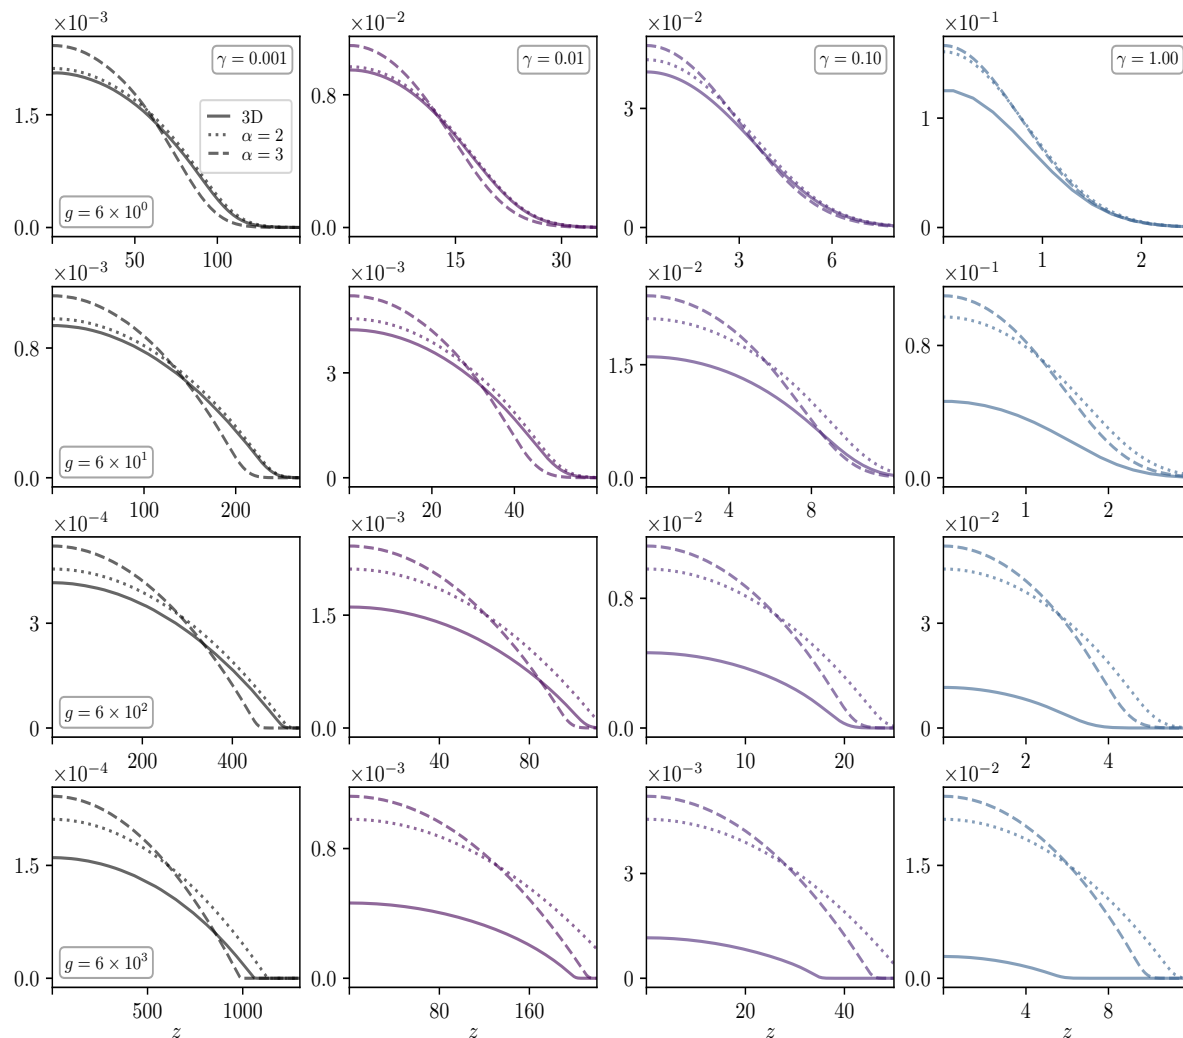 ×10⁻³ ×10⁻² ×10⁻² ×10⁻¹
γ = 0.001 γ = 0.01 γ = 0.10 γ = 1.00
3D
α = 2
α = 3
g = 6 × 10⁰
1.5
0.0
0.8
0.0
3
0
1
0
50 100 15 30 3 6 1 2
×10⁻³ ×10⁻³ ×10⁻² ×10⁻¹
g = 6 × 10¹
0.8
0.0
3
0
1.5
0.0
0.8
0.0
100 200 20 40 4 8 1 2
×10⁻⁴ ×10⁻³ ×10⁻² ×10⁻²
g = 6 × 10²
3
0
1.5
0.0
0.8
0.0
3
0
200 400 40 80 10 20 2 4
×10⁻⁴ ×10⁻³ ×10⁻³ ×10⁻²
g = 6 × 10³
1.5
0.0
0.8
0.0
3
0
1.5
0.0
500 1000 80 160 20 40 4 8
z z z z